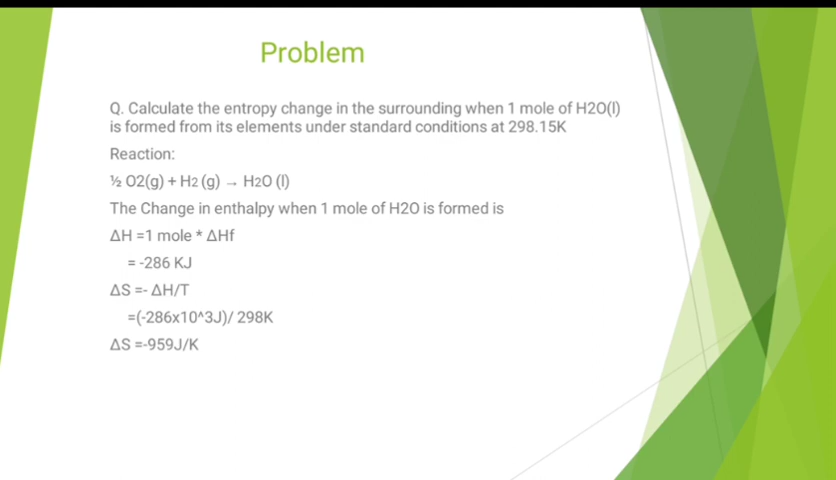 Problem
Q. Calculate the entropy change in the surrounding when 1 mole of H2O(l)
is formed from its elements under standard conditions at 298.15K
Reaction:
½ O2(g) + H2 (g) → H2O (l)
The Change in enthalpy when 1 mole of H2O is formed is
ΔH =1 mole * ΔHf
= -286 KJ
ΔS =- ΔH/T
=(-286x10^3J)/ 298K
ΔS =-959J/K